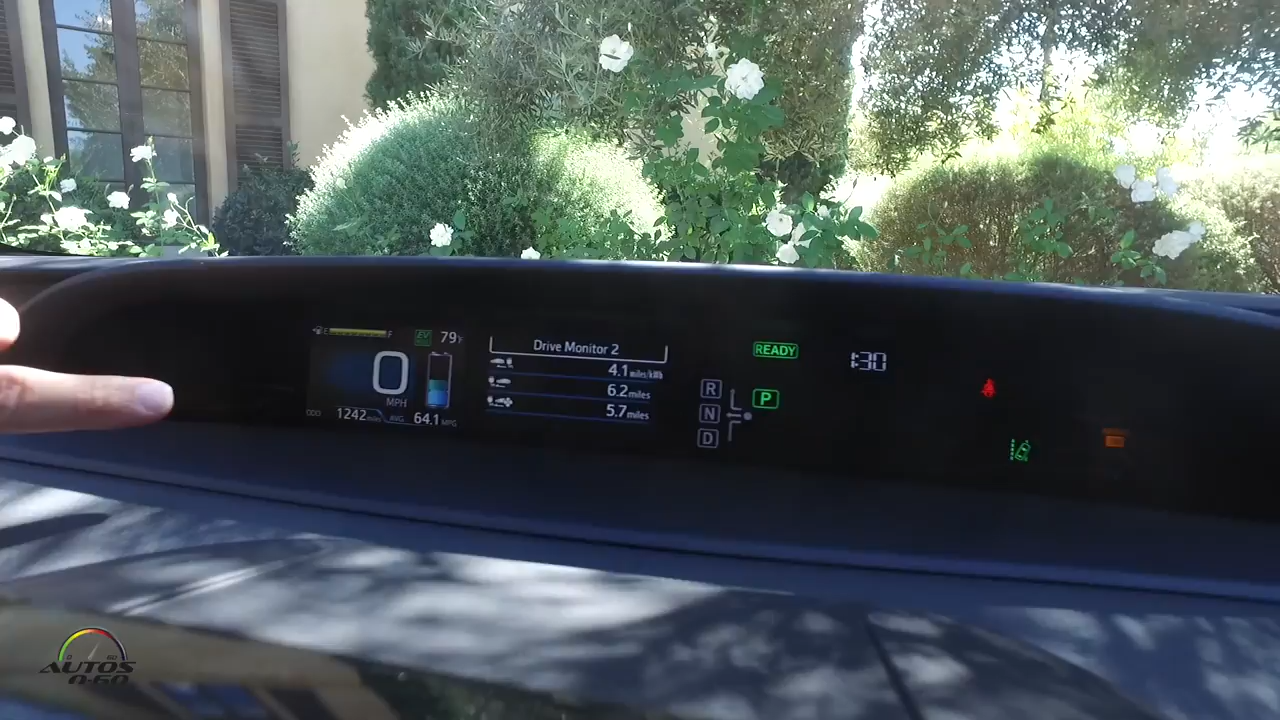 E F
EV
79°F
0
MPH
ODO 1242 miles AVG. 64.1 MPG
Drive Monitor 2
4.1 miles/kWh
6.2 miles
5.7 miles
READY
R
N
D
P
1:30
AUTOS
0-60